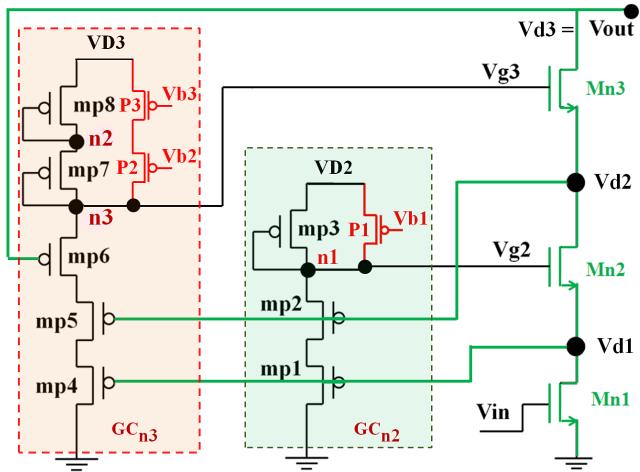 Vd3 = Vout
VD3
mp8 P3 Vb3
Vg3
Mn3
n2
mp7 P2 Vb2
VD2
Vd2
n3
mp3 P1 Vb1
mp6
n1
Vg2
Mn2
mp5
mp2
Vd1
mp4
mp1
Mn1
Vin
GCn3
GCn2